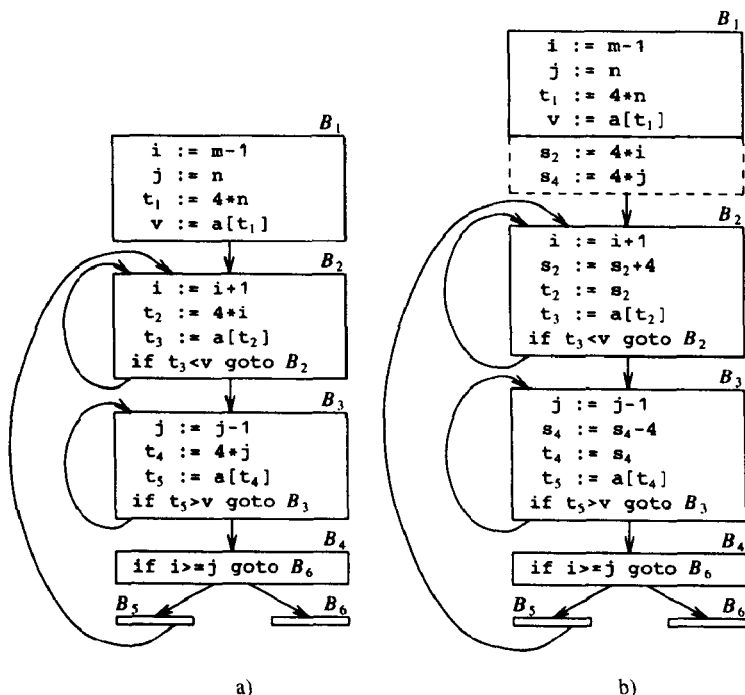 B₁
i := m-1
j := n
t₁ := 4*n
v := a[t₁]
B₂
i := i+1
t₂ := 4*i
t₃ := a[t₂]
if t₃<v goto B₂
B₃
j := j-1
t₄ := 4*j
t₅ := a[t₄]
if t₅>v goto B₃
B₄
if i>=j goto B₆
B₅ B₆
a)
B₁
i := m-1
j := n
t₁ := 4*n
v := a[t₁]
s₂ := 4*i
s₄ := 4*j
B₂
i := i+1
s₂ := s₂+4
t₂ := s₂
t₃ := a[t₂]
if t₃<v goto B₂
B₃
j := j-1
s₄ := s₄-4
t₄ := s₄
t₅ := a[t₄]
if t₅>v goto B₃
B₄
if i>=j goto B₆
B₅ B₆
b)